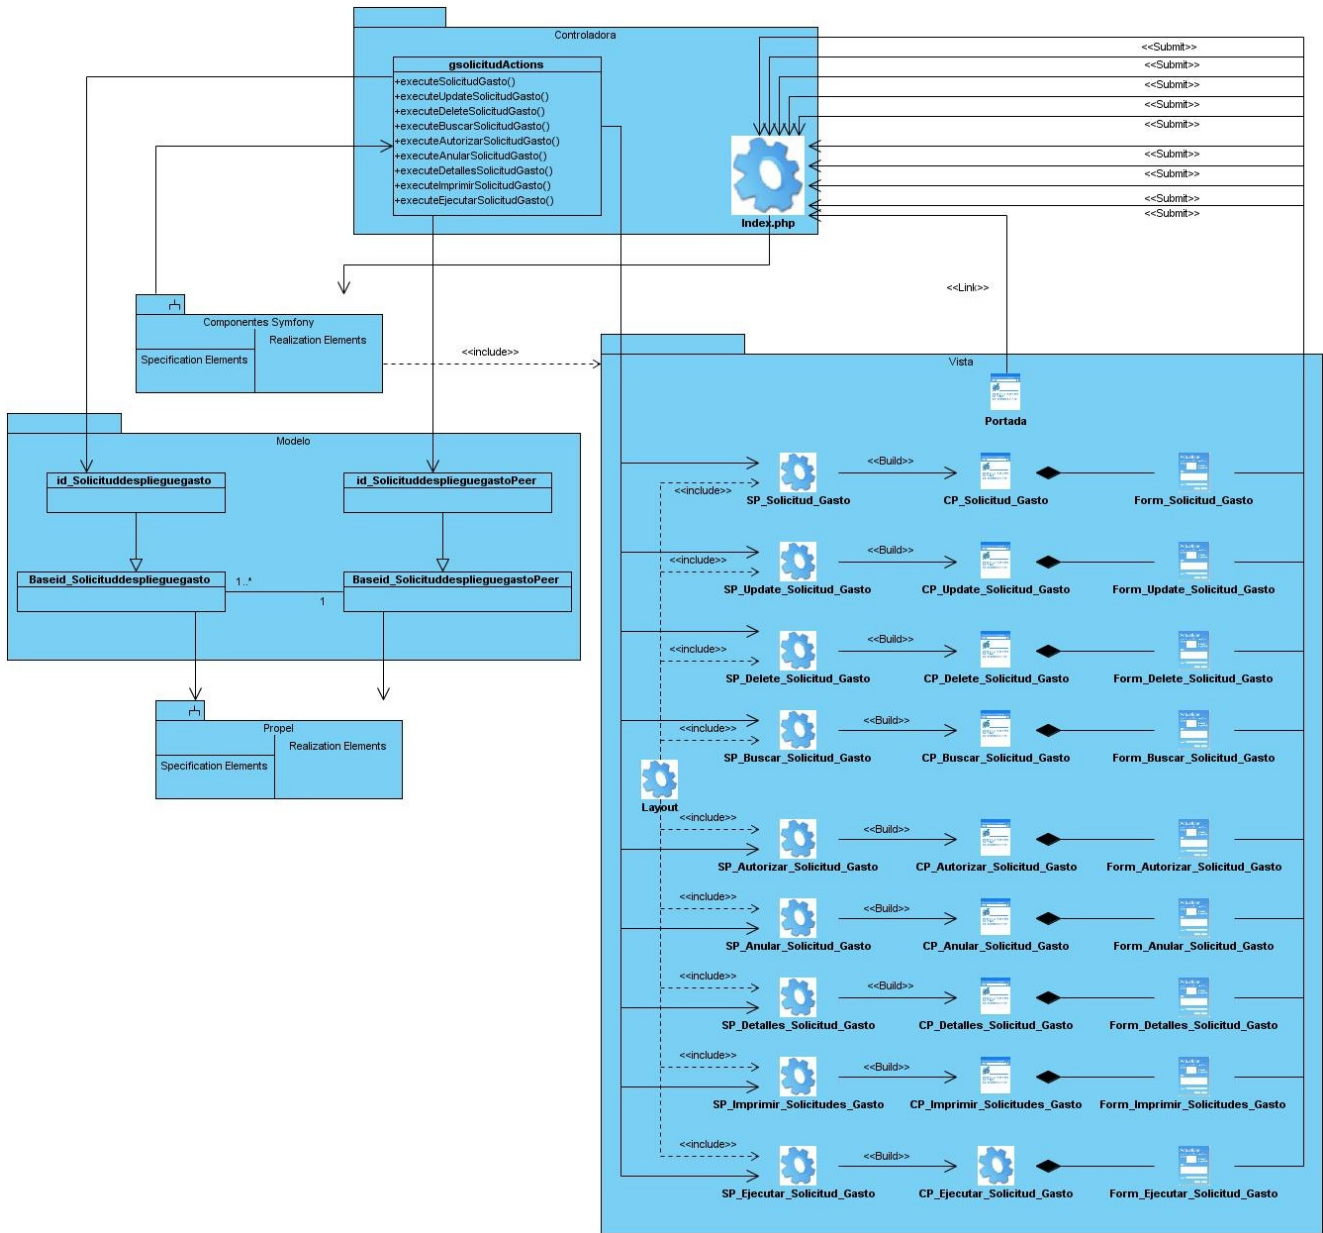 Controladora
gsolicitudActions
+executeSolicitudGasto()
+executeUpdateSolicitudGasto()
+executeDeleteSolicitudGasto()
+executeBuscarSolicitudGasto()
+executeAutorizarSolicitudGasto()
+executeAnularSolicitudGasto()
+executeDetallesSolicitudGasto()
+executeImprimirSolicitudGasto()
+executeEjecutarSolicitudGasto()
Index.php
<<Submit>>
<<Submit>>
<<Submit>>
<<Submit>>
<<Submit>>
<<Submit>>
<<Submit>>
<<Submit>>
<<Submit>>
<<Link>>
Componentes Symfony
Specification Elements
Realization Elements
<<include>>
Modelo
id_Solicituddesplieguegasto
id_SolicituddesplieguegastoPeer
Baseid_Solicituddesplieguegasto
1..*
1
Baseid_SolicituddesplieguegastoPeer
Propel
Specification Elements
Realization Elements
Vista
Portada
<<include>>
SP_Solicitud_Gasto
<<Build>>
CP_Solicitud_Gasto
Form_Solicitud_Gasto
<<include>>
SP_Update_Solicitud_Gasto
<<Build>>
CP_Update_Solicitud_Gasto
Form_Update_Solicitud_Gasto
<<include>>
SP_Delete_Solicitud_Gasto
<<Build>>
CP_Delete_Solicitud_Gasto
Form_Delete_Solicitud_Gasto
<<include>>
SP_Buscar_Solicitud_Gasto
<<Build>>
CP_Buscar_Solicitud_Gasto
Form_Buscar_Solicitud_Gasto
Layout
<<include>>
SP_Autorizar_Solicitud_Gasto
<<Build>>
CP_Autorizar_Solicitud_Gasto
Form_Autorizar_Solicitud_Gasto
<<include>>
SP_Anular_Solicitud_Gasto
<<Build>>
CP_Anular_Solicitud_Gasto
Form_Anular_Solicitud_Gasto
<<include>>
SP_Detalles_Solicitud_Gasto
<<Build>>
CP_Detalles_Solicitud_Gasto
Form_Detalles_Solicitud_Gasto
<<include>>
SP_Imprimir_Solicitudes_Gasto
<<Build>>
CP_Imprimir_Solicitudes_Gasto
Form_Imprimir_Solicitudes_Gasto
<<include>>
SP_Ejecutar_Solicitud_Gasto
<<Build>>
CP_Ejecutar_Solicitud_Gasto
Form_Ejecutar_Solicitud_Gasto